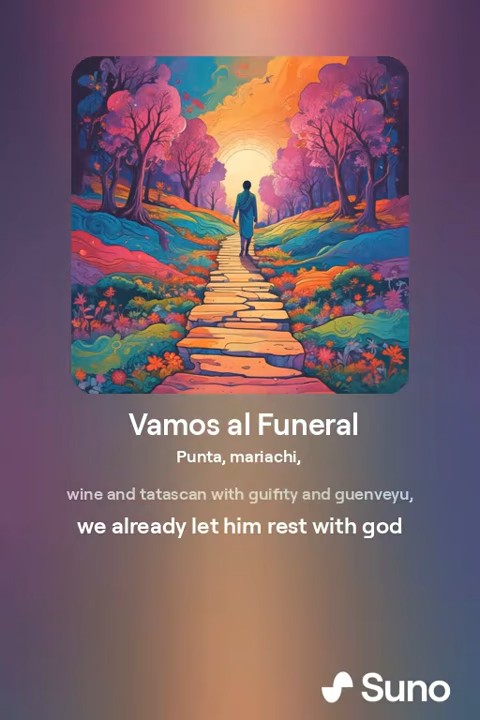 Vamos al Funeral
Punta, mariachi,
wine and tatascan with guifity and guenveyu,
we already let him rest with god
Suno